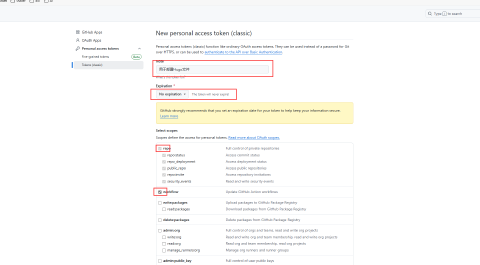 Type / to search
GitHub Apps
OAuth Apps
Personal access tokens
Fine-grained tokens Beta
Tokens (classic)
New personal access token (classic)
Personal access tokens (classic) function like ordinary OAuth access tokens. They can be used instead of a password for Git
over HTTPS, or can be used to authenticate to the API over Basic Authentication.
Note
Expiration *
No expiration The token will never expire!
GitHub strongly recommends that you set an expiration date for your token to help keep your information secure.
Learn more
Select scopes
Scopes define the access for personal tokens. Read more about OAuth scopes.
repo Full control of private repositories
repo:status Access commit status
repo_deployment Access deployment status
public_repo Access public repositories
repo:invite Access repository invitations
security_events Read and write security events
workflow Update GitHub Action workflows
write:packages Upload packages to GitHub Package Registry
read:packages Download packages from GitHub Package Registry
delete:packages Delete packages from GitHub Package Registry
admin:org Full control of orgs and teams, read and write org projects
write:org Read and write org and team membership, read and write org projects
read:org Read org and team membership, read org projects
manage_runners:org Manage org runners and runner groups
admin:public_key Full control of user public keys